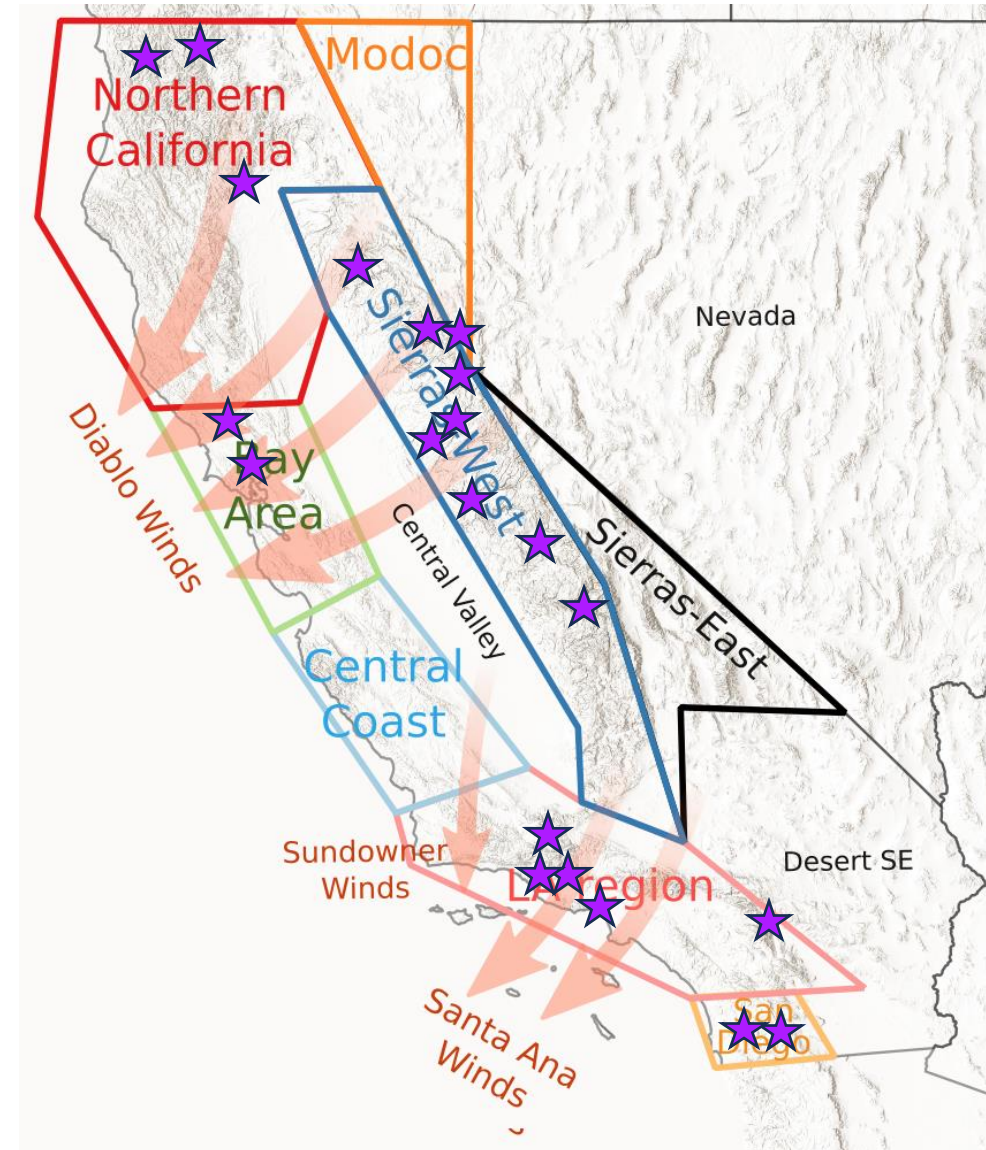 Modoc
Northern
California
Nevada
Sierras-West
Diablo Winds
Bay
Area
Central Valley
Sierras-East
Central
Coast
Sundowner
Winds
Desert SE
LA region
Santa Ana
Winds
San
Diego